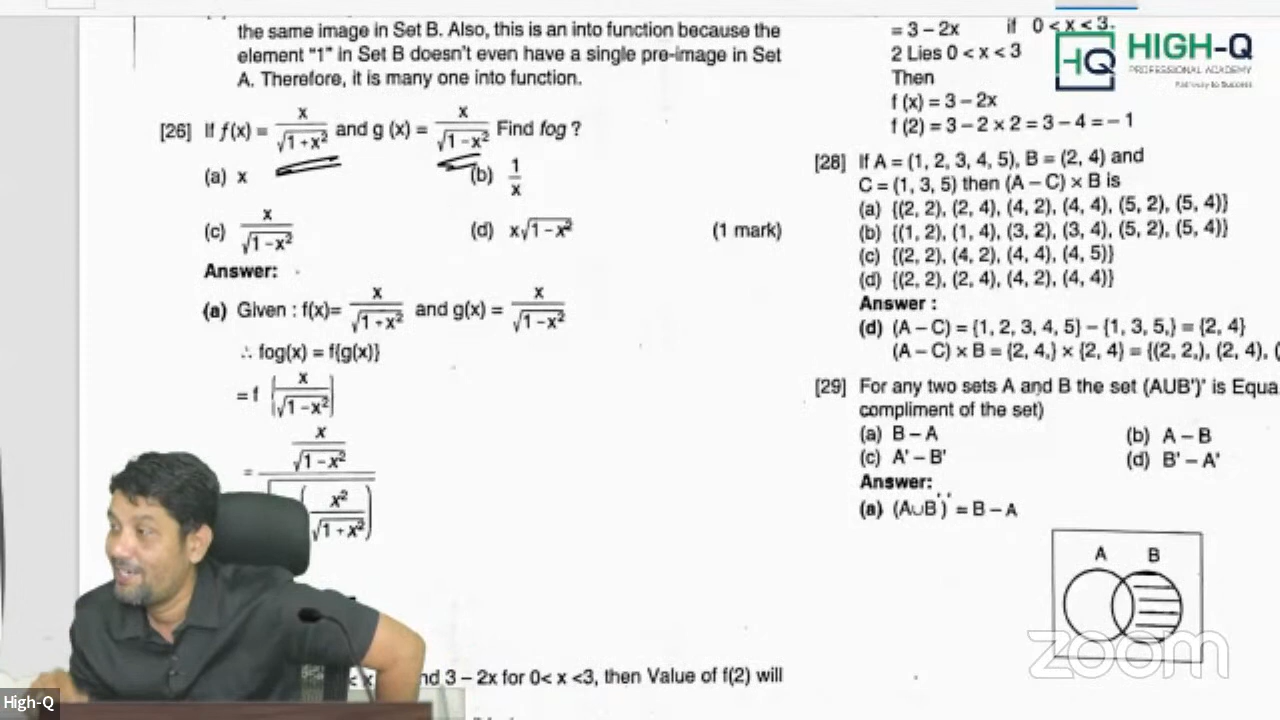 the same image in Set B. Also, this is an into function because the
element "1" in Set B doesn't even have a single pre-image in Set
A. Therefore, it is many one into function.
[26] If f(x) = x/√1+x² and g (x) = x/√1−x² Find fog ?
(a) x
(b) 1/x
(c) x/√1−x²
(d) x√1−x²
(1 mark)
Answer:
(a) Given : f(x)= x/√1+x² and g(x) = x/√1−x²
∴ fog(x) = f{g(x)}
= f (x/√1−x²)
= x/√1−x²
(x²/√1+x²)
3 – 2x for 0< x <3, then Value of f(2) will
= 3 – 2x if 0 < x < 3.
2 Lies 0 < x < 3
Then
f (x) = 3 – 2x
f (2) = 3 – 2 × 2 = 3 – 4 = – 1
[28] If A = (1, 2, 3, 4, 5), B = (2, 4) and
C = (1, 3, 5) then (A – C) × B is
(a) {(2, 2), (2, 4), (4, 2), (4, 4), (5, 2), (5, 4)}
(b) {(1, 2), (1, 4), (3, 2), (3, 4), (5, 2), (5, 4)}
(c) {(2, 2), (4, 2), (4, 4), (4, 5)}
(d) {(2, 2), (2, 4), (4, 2), (4, 4)}
Answer :
(d) (A – C) = {1, 2, 3, 4, 5} – {1, 3, 5,} = {2, 4}
(A – C) × B = {2, 4,} × {2, 4} = {(2, 2,), (2, 4), (
[29] For any two sets A and B the set (AUB')' is Equa
compliment of the set)
(a) B – A
(b) A – B
(c) A' – B'
(d) B' – A'
Answer:
(a) (A∪B')' = B – A
A B
HIGH-Q
PROFESSIONAL ACADEMY
Pathway to Success
HQ
zoom
High-Q